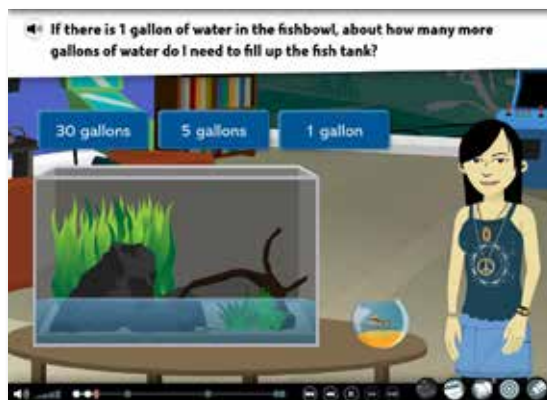 If there is 1 gallon of water in the fishbowl, about how many more
gallons of water do I need to fill up the fish tank?
30 gallons
5 gallons
1 gallon